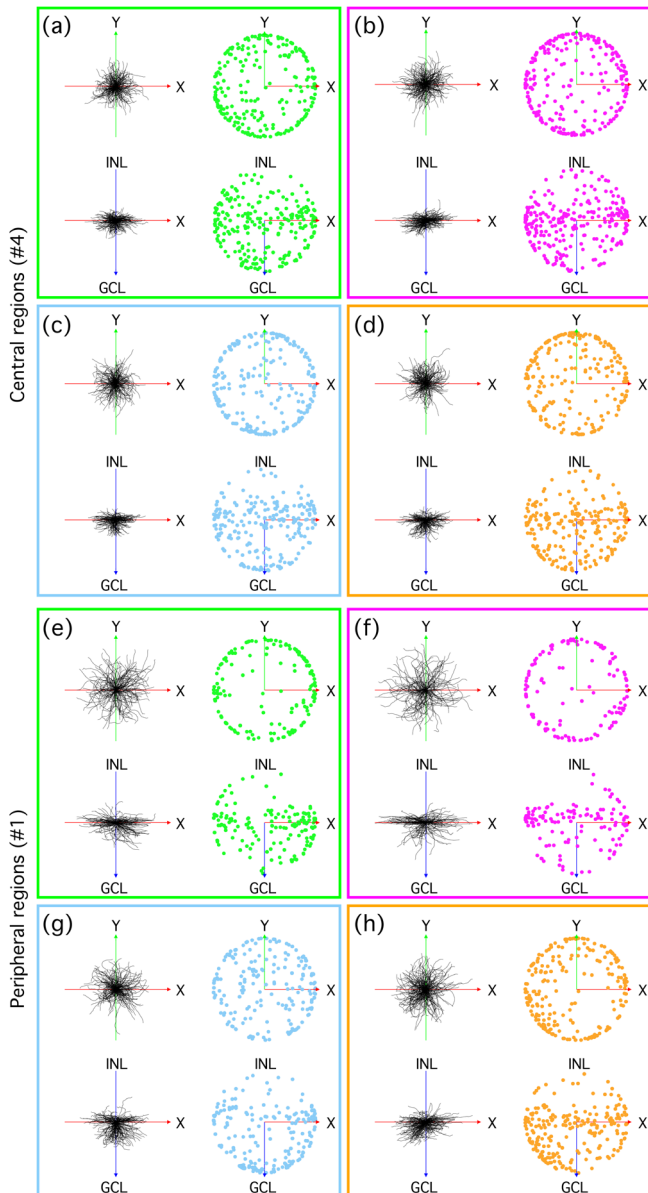 Central regions (#4)
(a)
Y
Y
X
X
INL
INL
X
X
GCL
GCL
(b)
Y
Y
X
X
INL
INL
X
X
GCL
GCL
(c)
Y
Y
X
X
INL
INL
X
X
GCL
GCL
(d)
Y
Y
X
X
INL
INL
X
X
GCL
GCL
Peripheral regions (#1)
(e)
Y
Y
X
X
INL
INL
X
X
GCL
GCL
(f)
Y
Y
X
X
INL
INL
X
X
GCL
GCL
(g)
Y
Y
X
X
INL
INL
X
X
GCL
GCL
(h)
Y
Y
X
X
INL
INL
X
X
GCL
GCL